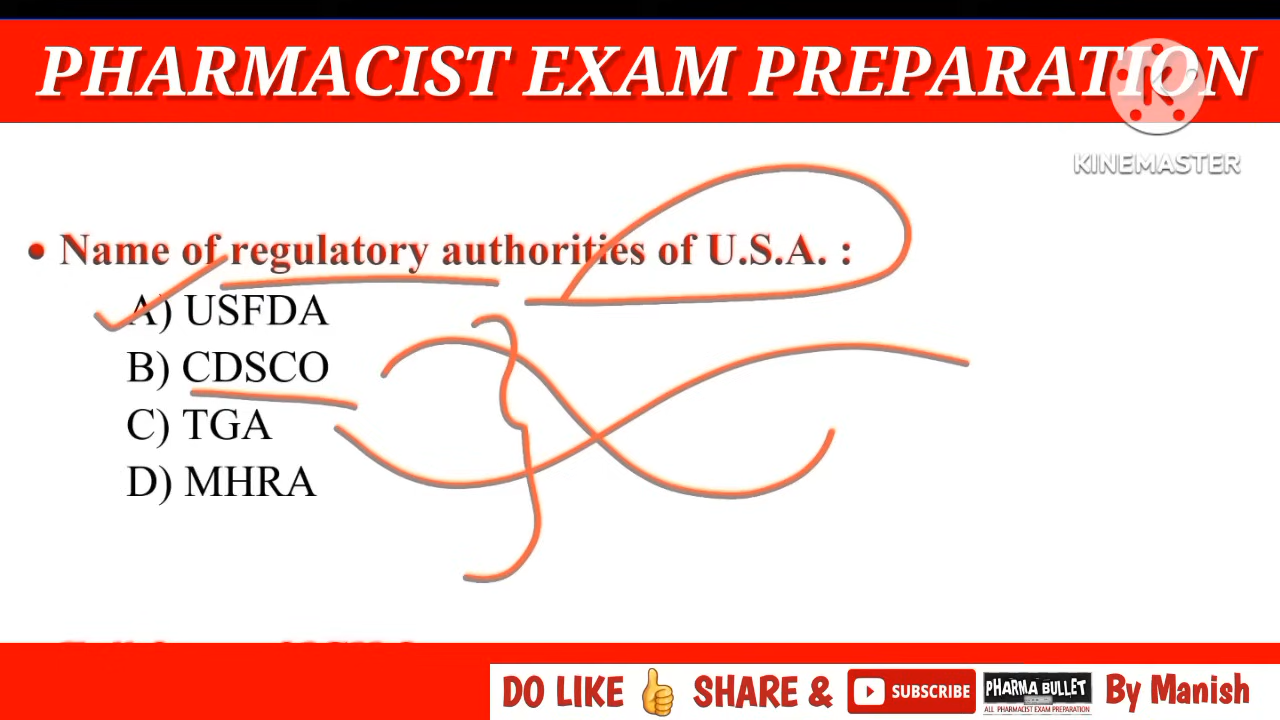 PHARMACIST EXAM PREPARATION
KINEMASTER
• Name of regulatory authorities of U.S.A. :
A) USFDA
B) CDSCO
C) TGA
D) MHRA
DO LIKE 👍 SHARE & SUBSCRIBE PHARMA BULLET By Manish
ALL PHARMACIST EXAM PREPARATION